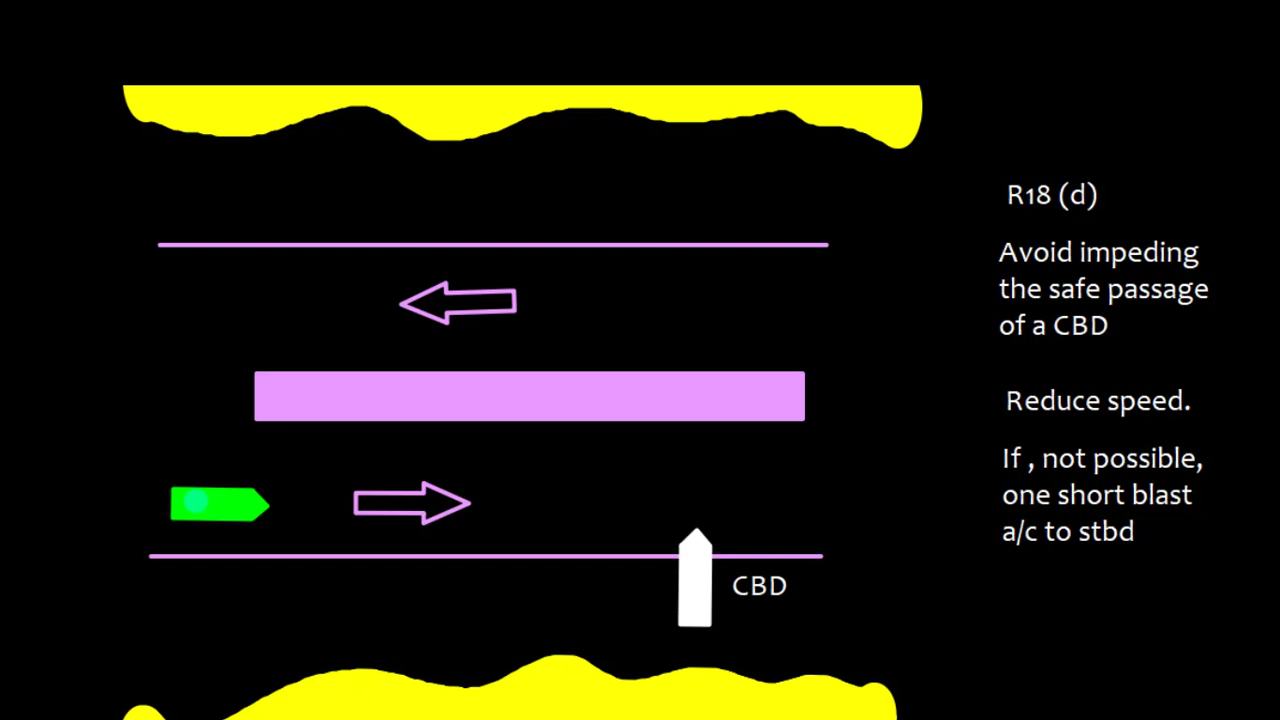 R18 (d)
Avoid impeding
the safe passage
of a CBD
Reduce speed.
If , not possible,
one short blast
a/c to stbd
CBD